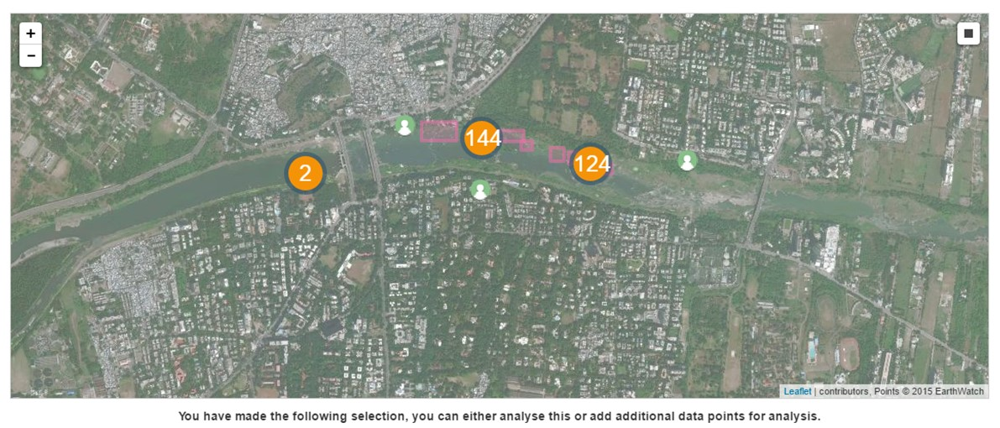 +
−
2
144
124
Leaflet | contributors, Points © 2015 EarthWatch
You have made the following selection, you can either analyse this or add additional data points for analysis.